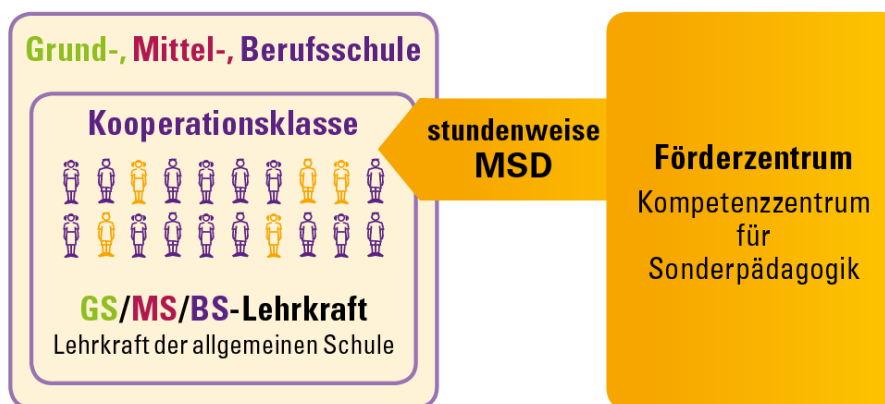 Grund-, Mittel-, Berufsschule
Kooperationsklasse
GS/MS/BS-Lehrkraft
Lehrkraft der allgemeinen Schule
stundenweise
MSD
Förderzentrum
Kompetenzzentrum
für
Sonderpädagogik